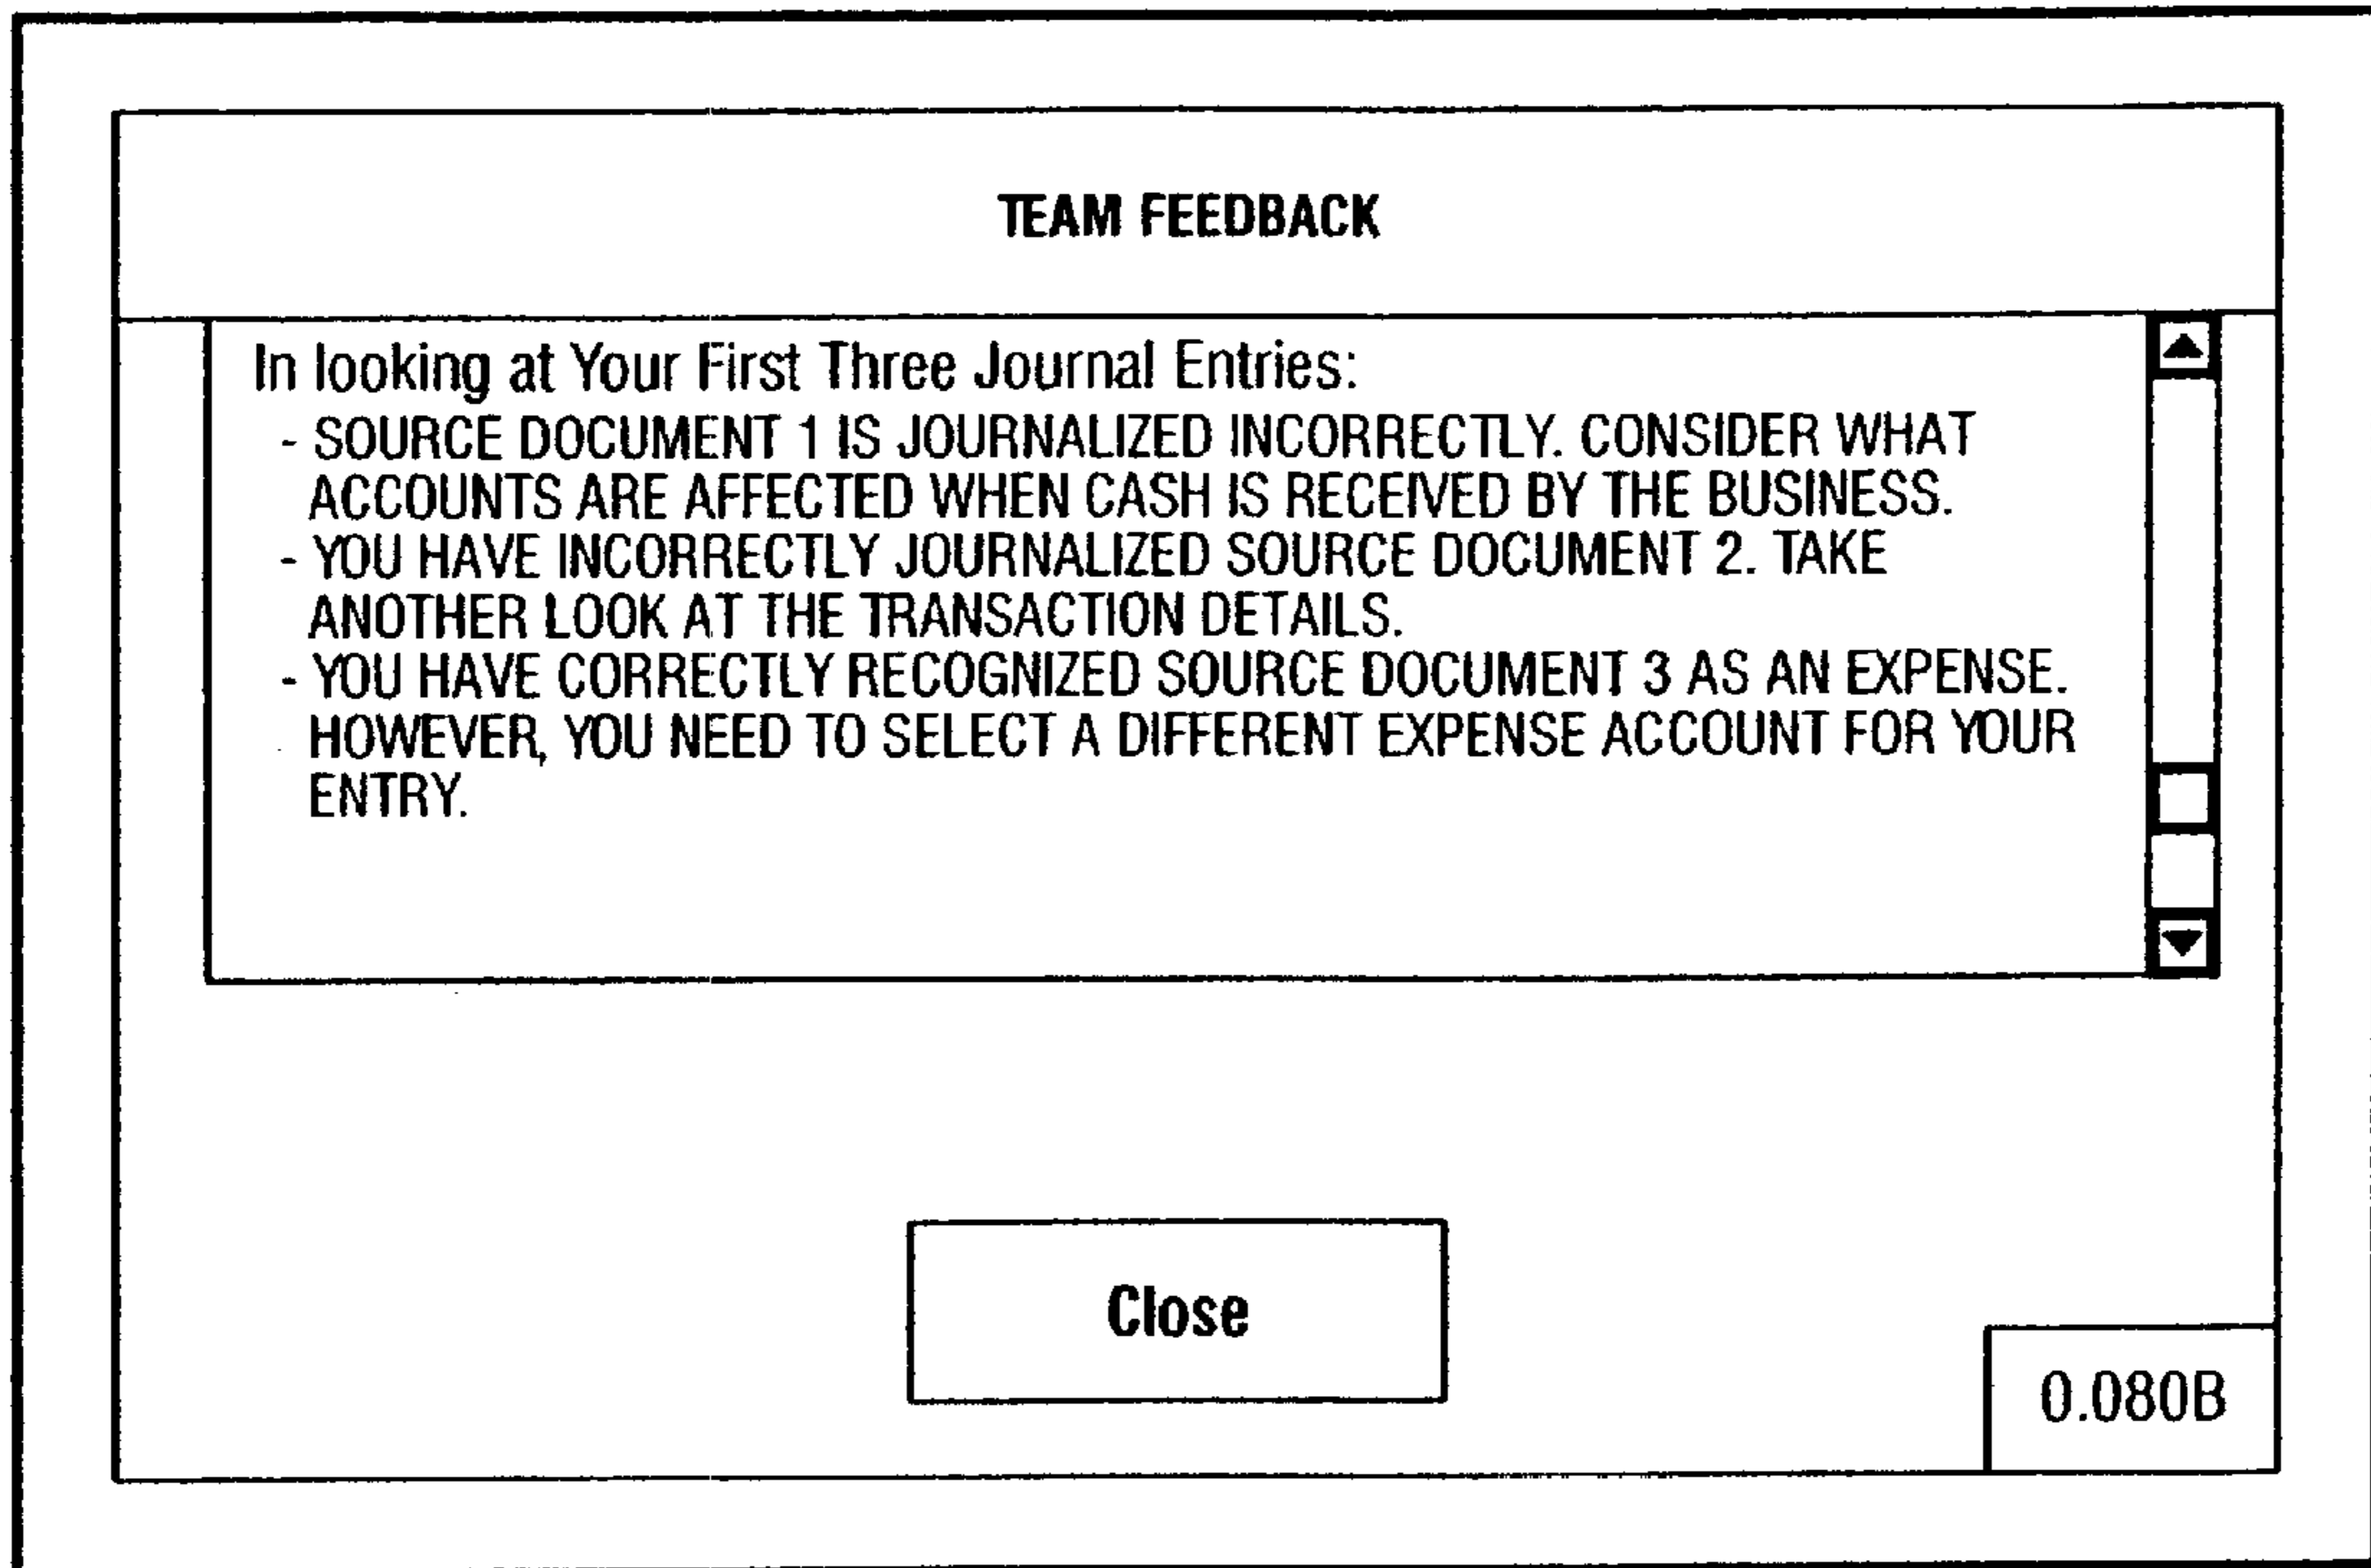 TEAM FEEDBACK
In looking at Your First Three Journal Entries:
- SOURCE DOCUMENT 1 IS JOURNALIZED INCORRECTLY. CONSIDER WHAT
ACCOUNTS ARE AFFECTED WHEN CASH IS RECEIVED BY THE BUSINESS.
- YOU HAVE INCORRECTLY JOURNALIZED SOURCE DOCUMENT 2. TAKE
ANOTHER LOOK AT THE TRANSACTION DETAILS.
- YOU HAVE CORRECTLY RECOGNIZED SOURCE DOCUMENT 3 AS AN EXPENSE.
HOWEVER, YOU NEED TO SELECT A DIFFERENT EXPENSE ACCOUNT FOR YOUR
ENTRY.
Close
0.080B